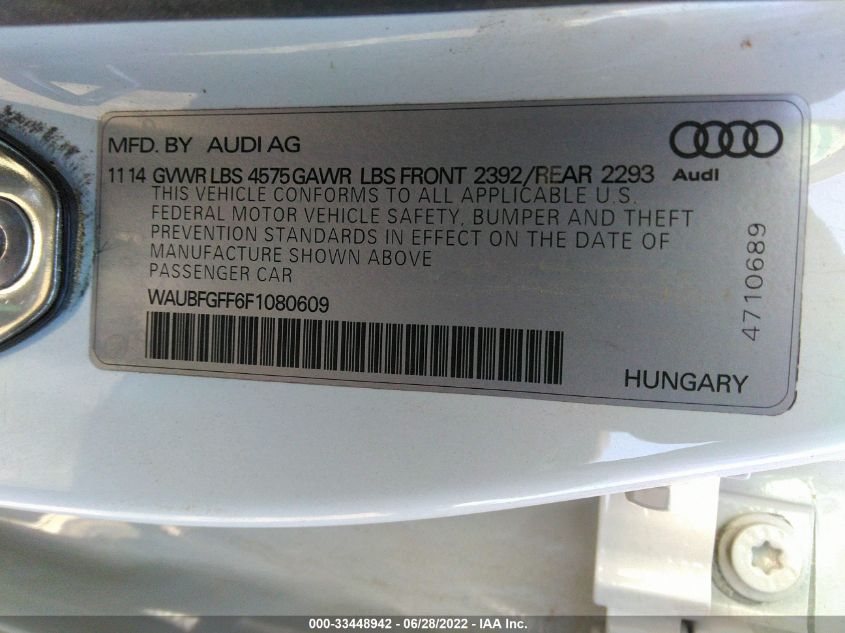 MFD. BY AUDI AG
Audi
11 14 GVWR LBS 4575 GAWR LBS FRONT 2392/REAR 2293
THIS VEHICLE CONFORMS TO ALL APPLICABLE U.S.
FEDERAL MOTOR VEHICLE SAFETY, BUMPER AND THEFT
PREVENTION STANDARDS IN EFFECT ON THE DATE OF
MANUFACTURE SHOWN ABOVE
PASSENGER CAR
WAUBFGFF6F1080609
4710689
HUNGARY
000-33448942 - 06/28/2022 - IAA Inc.